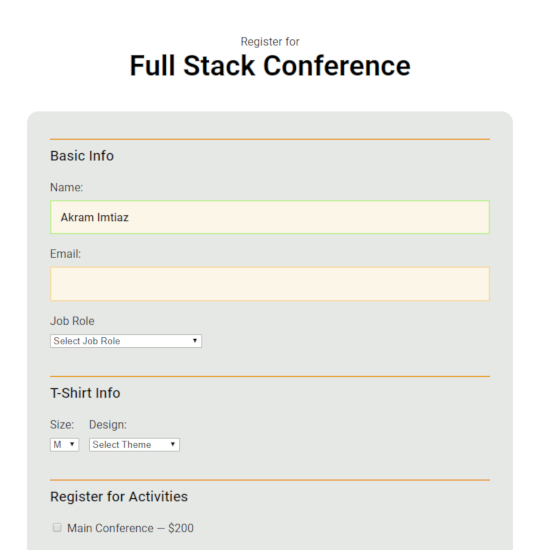 Register for
Full Stack Conference
Basic Info
Name:
Akram Imtiaz
Email:
Job Role
Select Job Role
T-Shirt Info
Size: Design:
M Select Theme
Register for Activities
Main Conference — $200